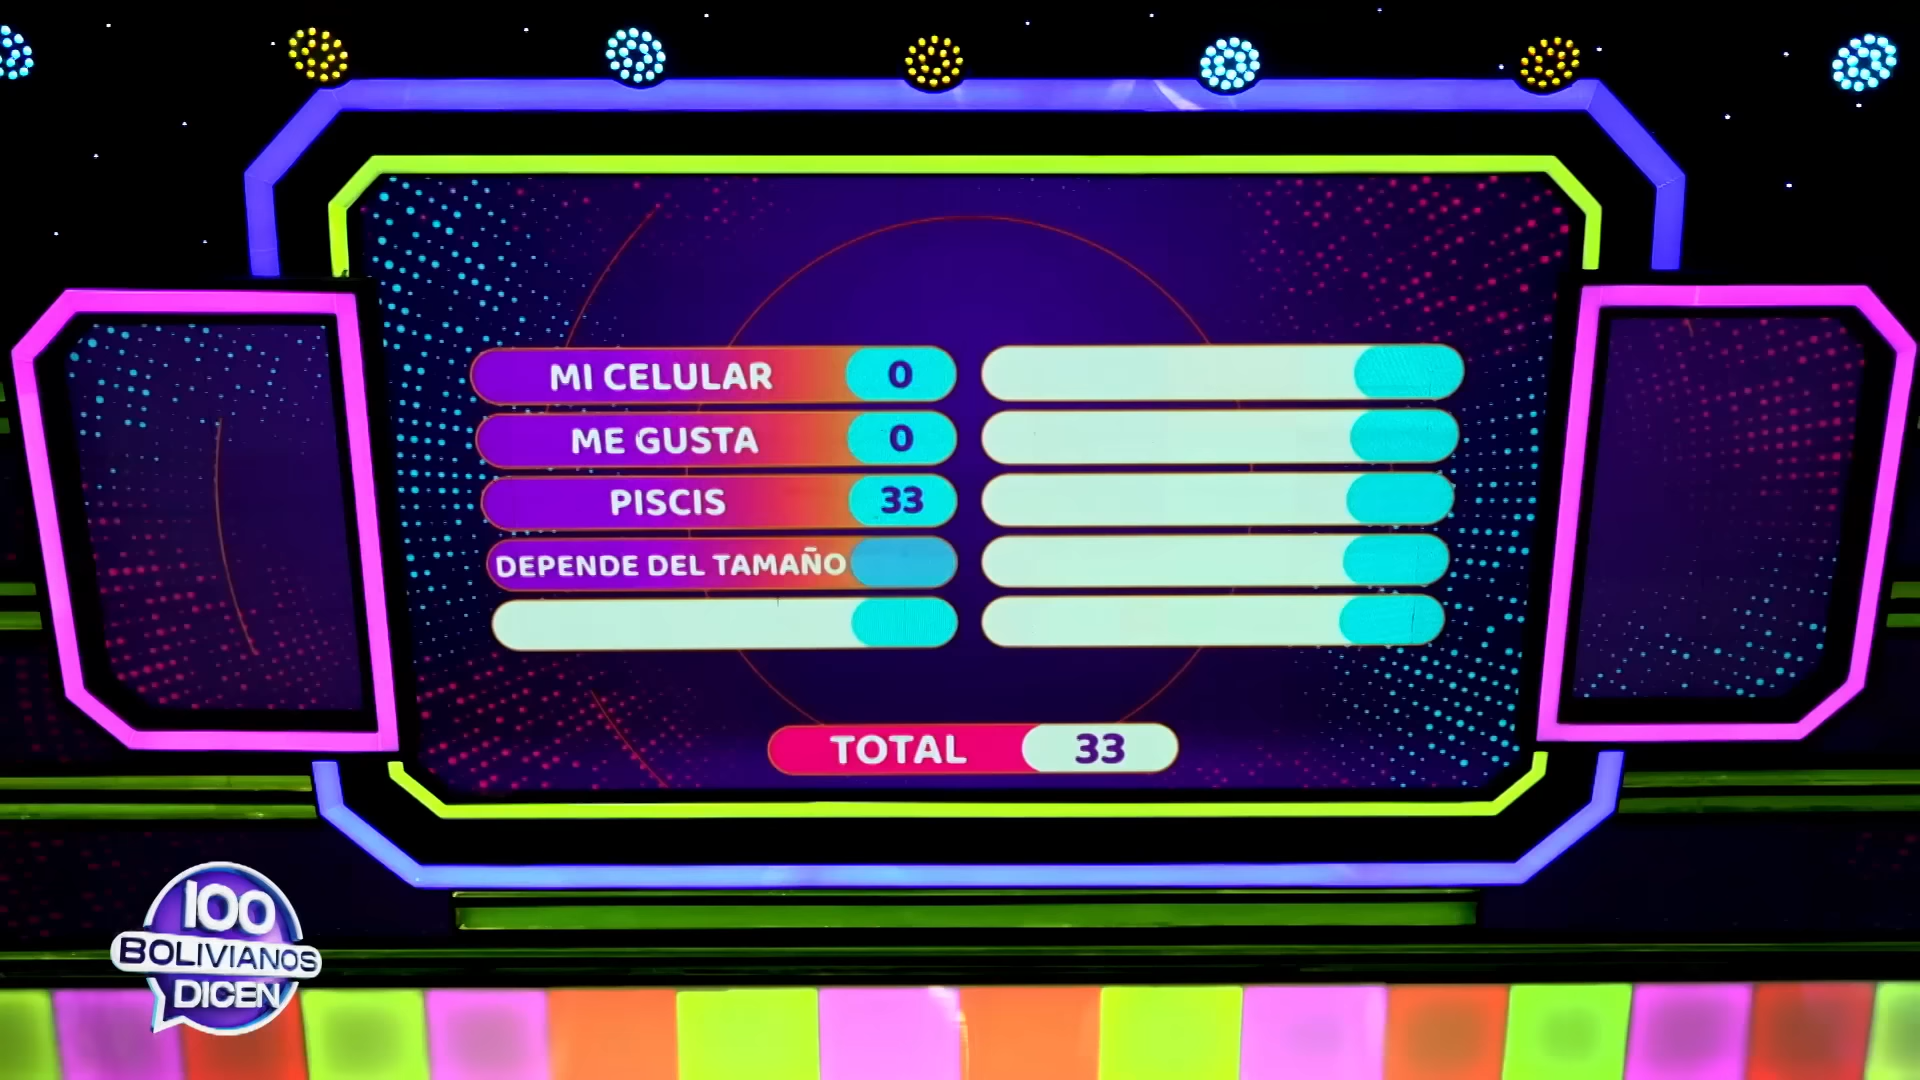 MI CELULAR 0
ME GUSTA 0
PISCIS 33
DEPENDE DEL TAMAÑO
TOTAL 33
100
BOLIVIANOS
DICEN